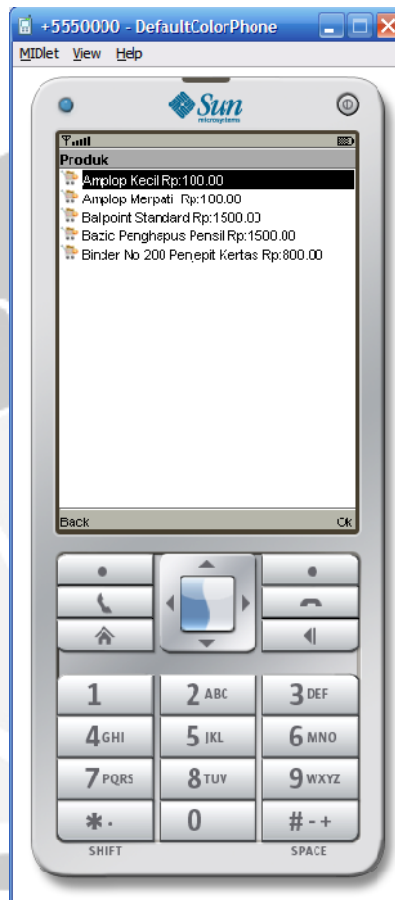 +5550000 - DefaultColorPhone
MIDlet View Help
Sun
microsystems
Produk
Amplop Kecil Rp:100.00
Amplop Merpati Rp:100.00
Balpoint Standard Rp:1500.00
Bazic Penghapus Pensil Rp:1500.00
Binder No 200 Penjepit Kertas Rp:800.00
Back Ok
1 2 ABC 3 DEF
4 GHI 5 JKL 6 MNO
7 PQRS 8 TUV 9 WXYZ
* . 0 # - +
SHIFT SPACE